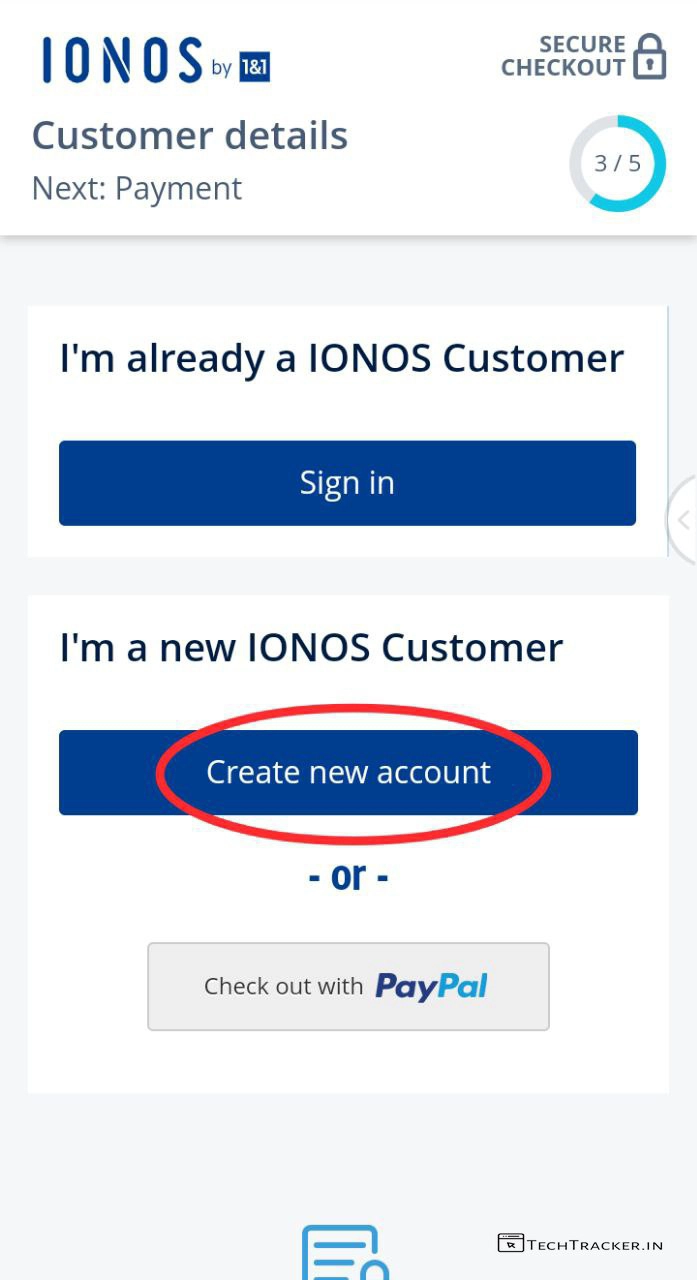 IONOS by 1&1
SECURE
CHECKOUT
Customer details
Next: Payment
3 / 5
I'm already a IONOS Customer
Sign in
I'm a new IONOS Customer
Create new account
- or -
Check out with PayPal
TECHTRACKER.IN